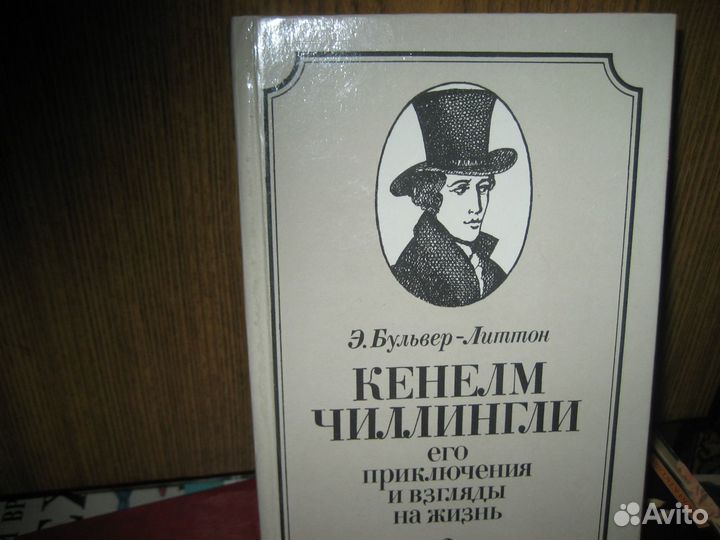 Э. Бульвер-Литтон
КЕНЕЛМ
ЧИЛЛИНГЛИ
его
приключения
и взгляды
на жизнь
Avito